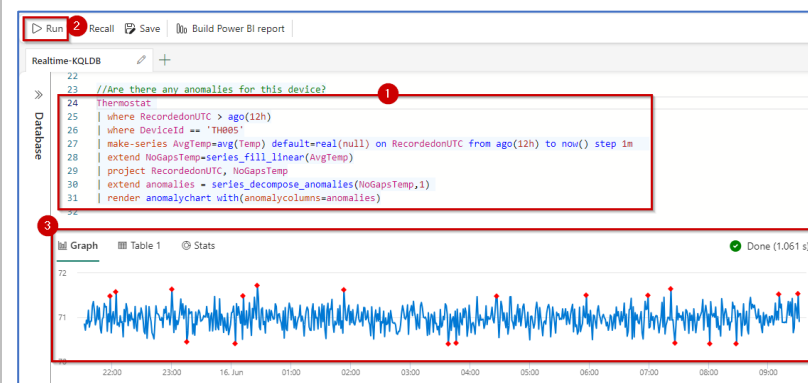 Run 2 Recall Save Build Power BI report
Realtime-KQLDB
Database
22
23 //Are there any anomalies for this device?
1
24 Thermostat
25 | where RecordedonUTC > ago(12h)
26 | where DeviceId == 'TH005'
27 | make-series AvgTemp=avg(Temp) default=real(null) on RecordedonUTC from ago(12h) to now() step 1m
28 | extend NoGapsTemp=series_fill_linear(AvgTemp)
29 | project RecordedonUTC, NoGapsTemp
30 | extend anomalies = series_decompose_anomalies(NoGapsTemp,1)
31 | render anomalychart with(anomalycolumns=anomalies)
32
3
Graph Table 1 Stats Done (1.061 s)
72
71
70
22:00 23:00 16. Jun 01:00 02:00 03:00 04:00 05:00 06:00 07:00 08:00 09:00